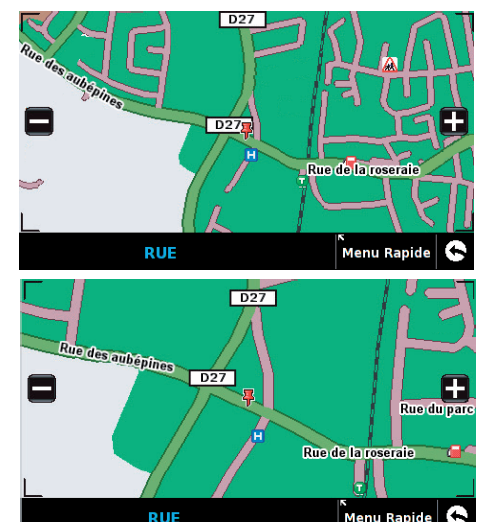 D27
Rue des aubépines
D27
H
Rue de la roseraie
T
RUE
Menu Rapide
D27
Rue des aubépines
D27
Rue du parc
H
Rue de la roseraie
T
RUE
Menu Rapide